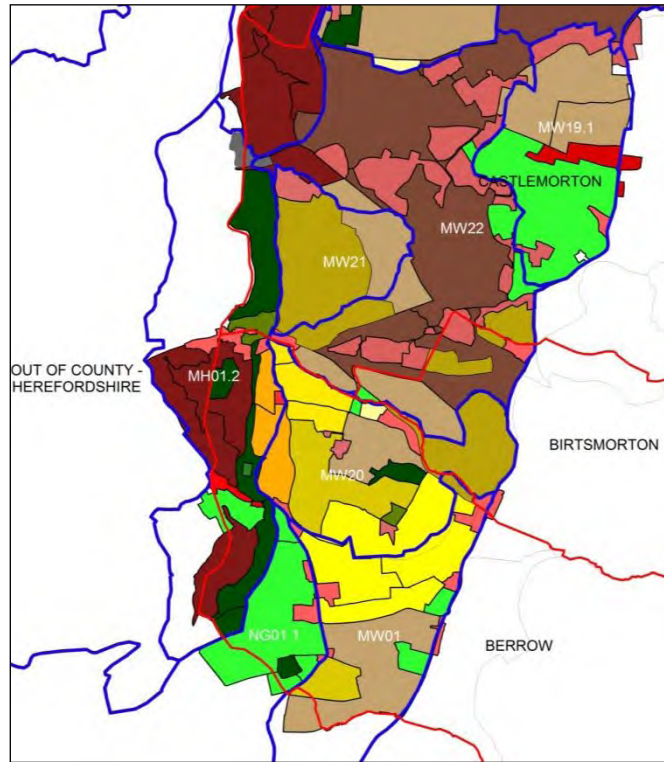 MW19.1
CASTLEMORTON
MW22
MW21
OUT OF COUNTY -
HEREFORDSHIRE
MH01.2
BIRTSMORTON
MW20
NG01 1
MW01
BERROW